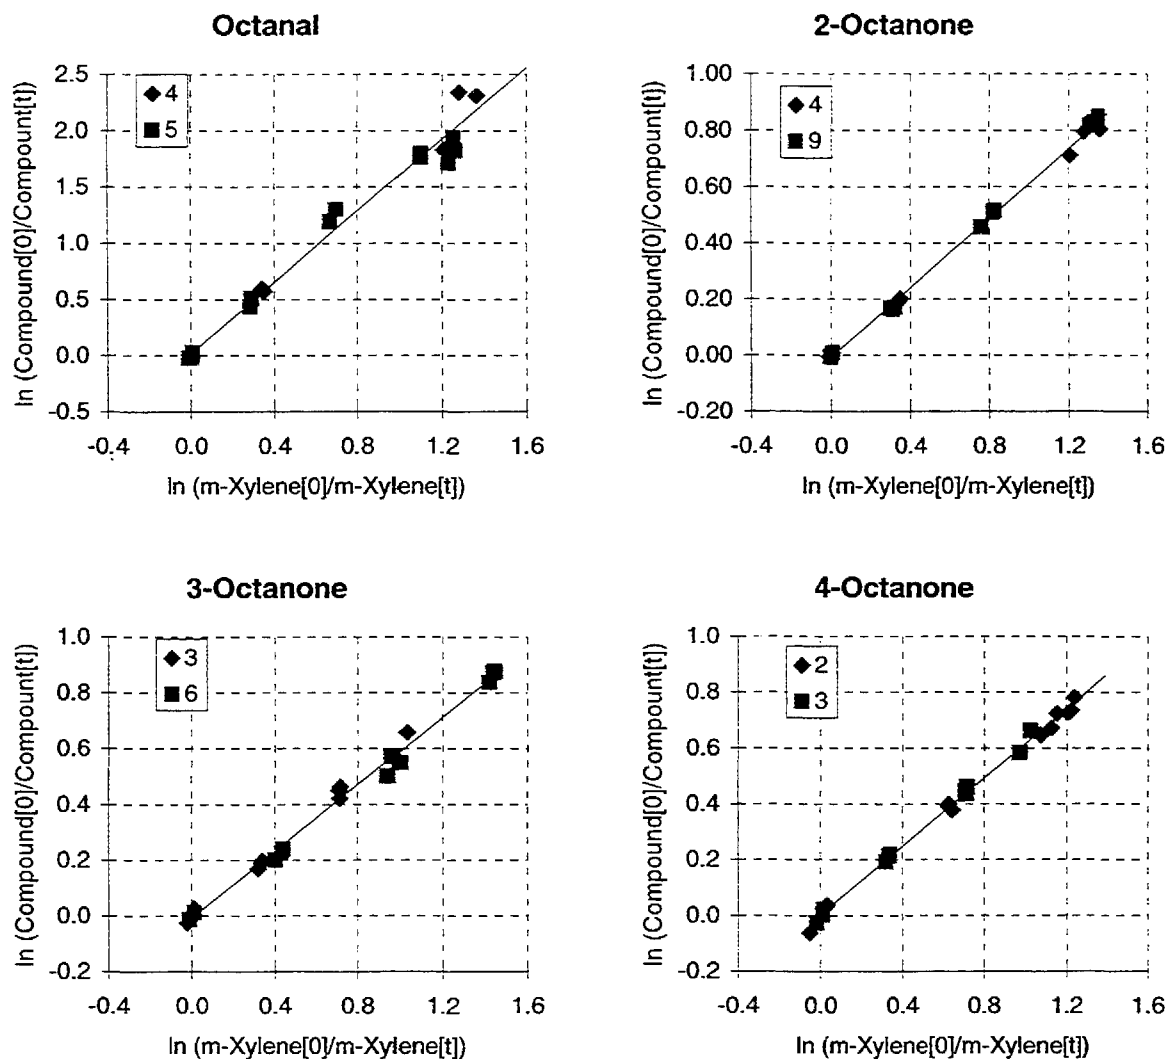 Octanal
ln (Compound[0]/Compount[t])
2.5
2.0
1.5
1.0
0.5
0.0
-0.5
4
5
-0.4 0.0 0.4 0.8 1.2 1.6
ln (m-Xylene[0]/m-Xylene[t])
2-Octanone
ln (Compound[0]/Compount[t])
1.00
0.80
0.60
0.40
0.20
0.00
-0.20
4
9
-0.4 0.0 0.4 0.8 1.2 1.6
ln (m-Xylene[0]/m-Xylene[t])
3-Octanone
ln (Compound[0]/Compount[t])
1.0
0.8
0.6
0.4
0.2
0.0
-0.2
3
6
-0.4 0.0 0.4 0.8 1.2 1.6
ln (m-Xylene[0]/m-Xylene[t])
4-Octanone
ln (Compound[0]/Compount[t])
1.0
0.8
0.6
0.4
0.2
0.0
-0.2
2
3
-0.4 0.0 0.4 0.8 1.2 1.6
ln (m-Xylene[0]/m-Xylene[t])